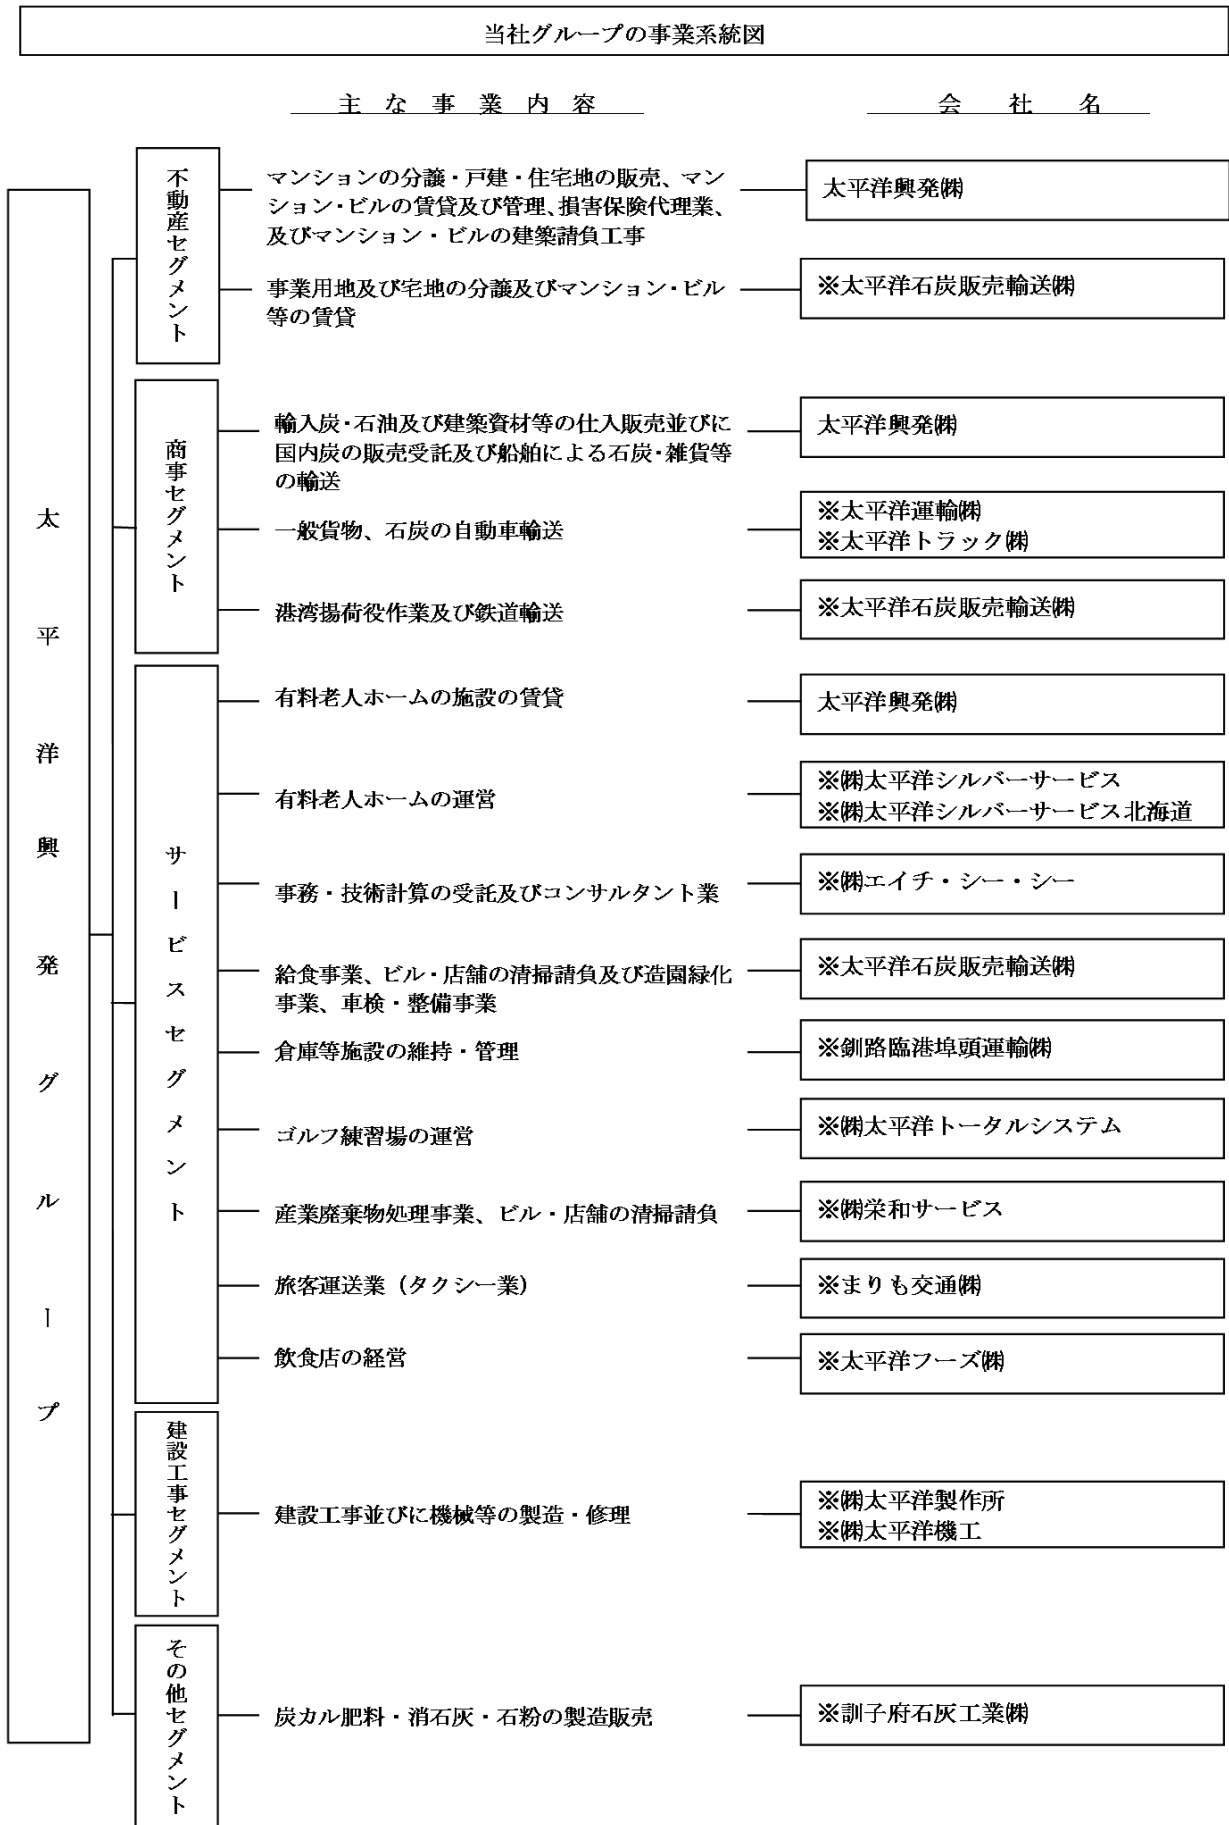 当社グループの事業系統図
主な事業内容
会社名
太平洋興発グループ
不動産セグメント
マンションの分譲・戸建・住宅地の販売、マン
ション・ビルの賃貸及び管理、損害保険代理業、
及びマンション・ビルの建築請負工事
太平洋興発㈱
事業用地及び宅地の分譲及びマンション・ビル
等の賃貸
※太平洋石炭販売輸送㈱
商事セグメント
輸入炭・石油及び建築資材等の仕入販売並びに
国内炭の販売受託及び船舶による石炭・雑貨等
の輸送
太平洋興発㈱
一般貨物、石炭の自動車輸送
※太平洋運輸㈱
※太平洋トラック㈱
港湾揚荷役作業及び鉄道輸送
※太平洋石炭販売輸送㈱
サービスセグメント
有料老人ホームの施設の賃貸
太平洋興発㈱
有料老人ホームの運営
※㈱太平洋シルバーサービス
※㈱太平洋シルバーサービス北海道
事務・技術計算の受託及びコンサルタント業
※㈱エイチ・シー・シー
給食事業、ビル・店舗の清掃請負及び造園緑化
事業、車検・整備事業
※太平洋石炭販売輸送㈱
倉庫等施設の維持・管理
※釧路臨港埠頭運輸㈱
ゴルフ練習場の運営
※㈱太平洋トータルシステム
産業廃棄物処理事業、ビル・店舗の清掃請負
※㈱栄和サービス
旅客運送業（タクシー業）
※まりも交通㈱
飲食店の経営
※太平洋フーズ㈱
建設工事セグメント
建設工事並びに機械等の製造・修理
※㈱太平洋製作所
※㈱太平洋機工
その他セグメント
炭カル肥料・消石灰・石粉の製造販売
※訓子府石灰工業㈱